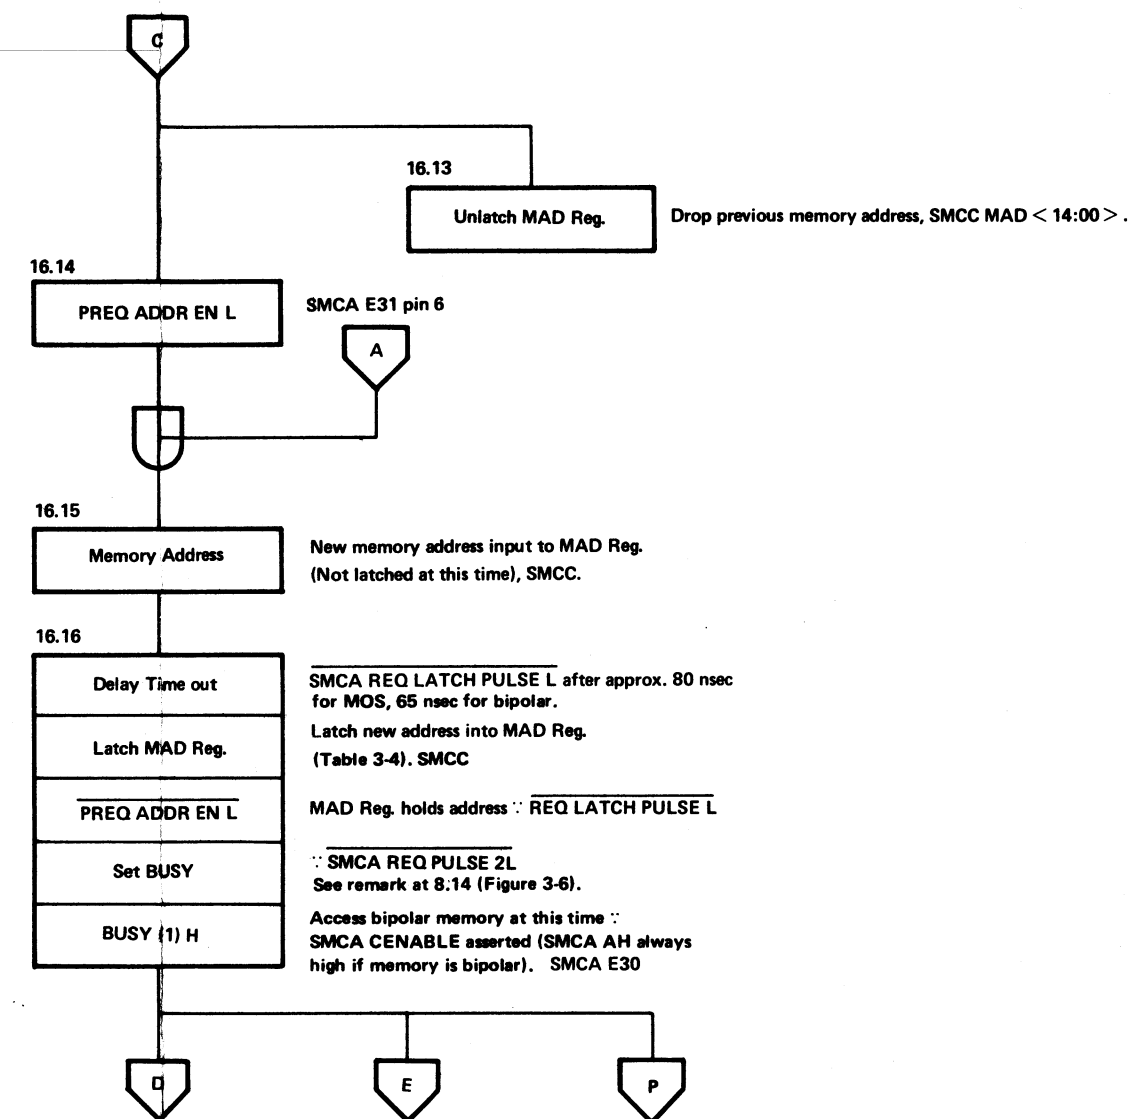 C
16.13
Unlatch MAD Reg.
Drop previous memory address, SMCC MAD < 14:00 > .
16.14
PREQ ADDR EN L
SMCA E31 pin 6
A
16.15
Memory Address
New memory address input to MAD Reg.
(Not latched at this time), SMCC.
16.16
Delay Time out
SMCA REQ LATCH PULSE L after approx. 80 nsec
for MOS, 65 nsec for bipolar.
Latch MAD Reg.
Latch new address into MAD Reg.
(Table 3-4). SMCC
PREQ ADDR EN L
MAD Reg. holds address ∵ REQ LATCH PULSE L
Set BUSY
∵ SMCA REQ PULSE 2L
See remark at 8.14 (Figure 3-6).
BUSY (1) H
Access bipolar memory at this time ∵
SMCA CENABLE asserted (SMCA AH always
high if memory is bipolar). SMCA E30
D
E
P